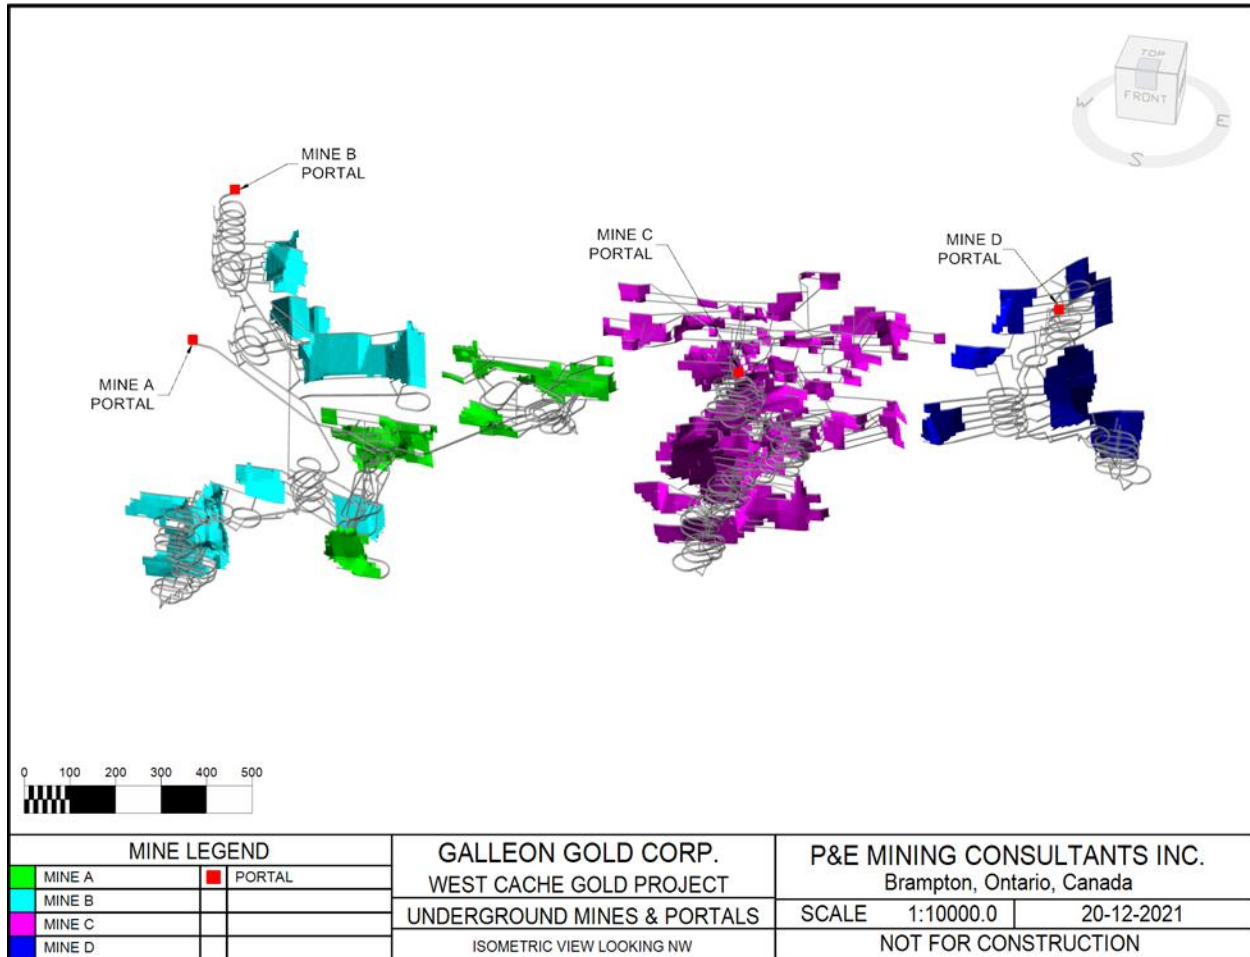 TOP
FRONT
W
E
S
MINE B
PORTAL
MINE C
PORTAL
MINE D
PORTAL
MINE A
PORTAL
0 100 200 300 400 500
MINE LEGEND
MINE A PORTAL
MINE B
MINE C
MINE D
GALLEON GOLD CORP.
WEST CACHE GOLD PROJECT
UNDERGROUND MINES & PORTALS
ISOMETRIC VIEW LOOKING NW
P&E MINING CONSULTANTS INC.
Brampton, Ontario, Canada
SCALE 1:10000.0 20-12-2021
NOT FOR CONSTRUCTION